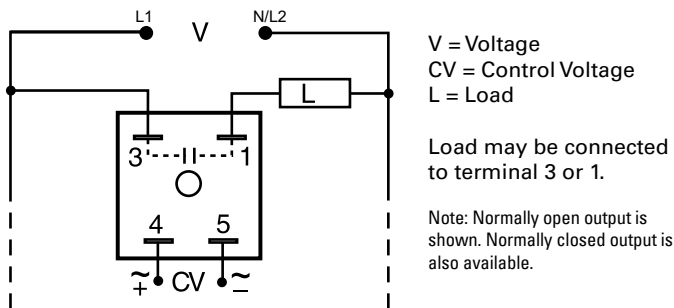 L1 V N/L2
V = Voltage
CV = Control Voltage
L = Load
L
3 1
Load may be connected
to terminal 3 or 1.
4 5
Note: Normally open output is
shown. Normally closed output is
also available.
~+ CV ~−